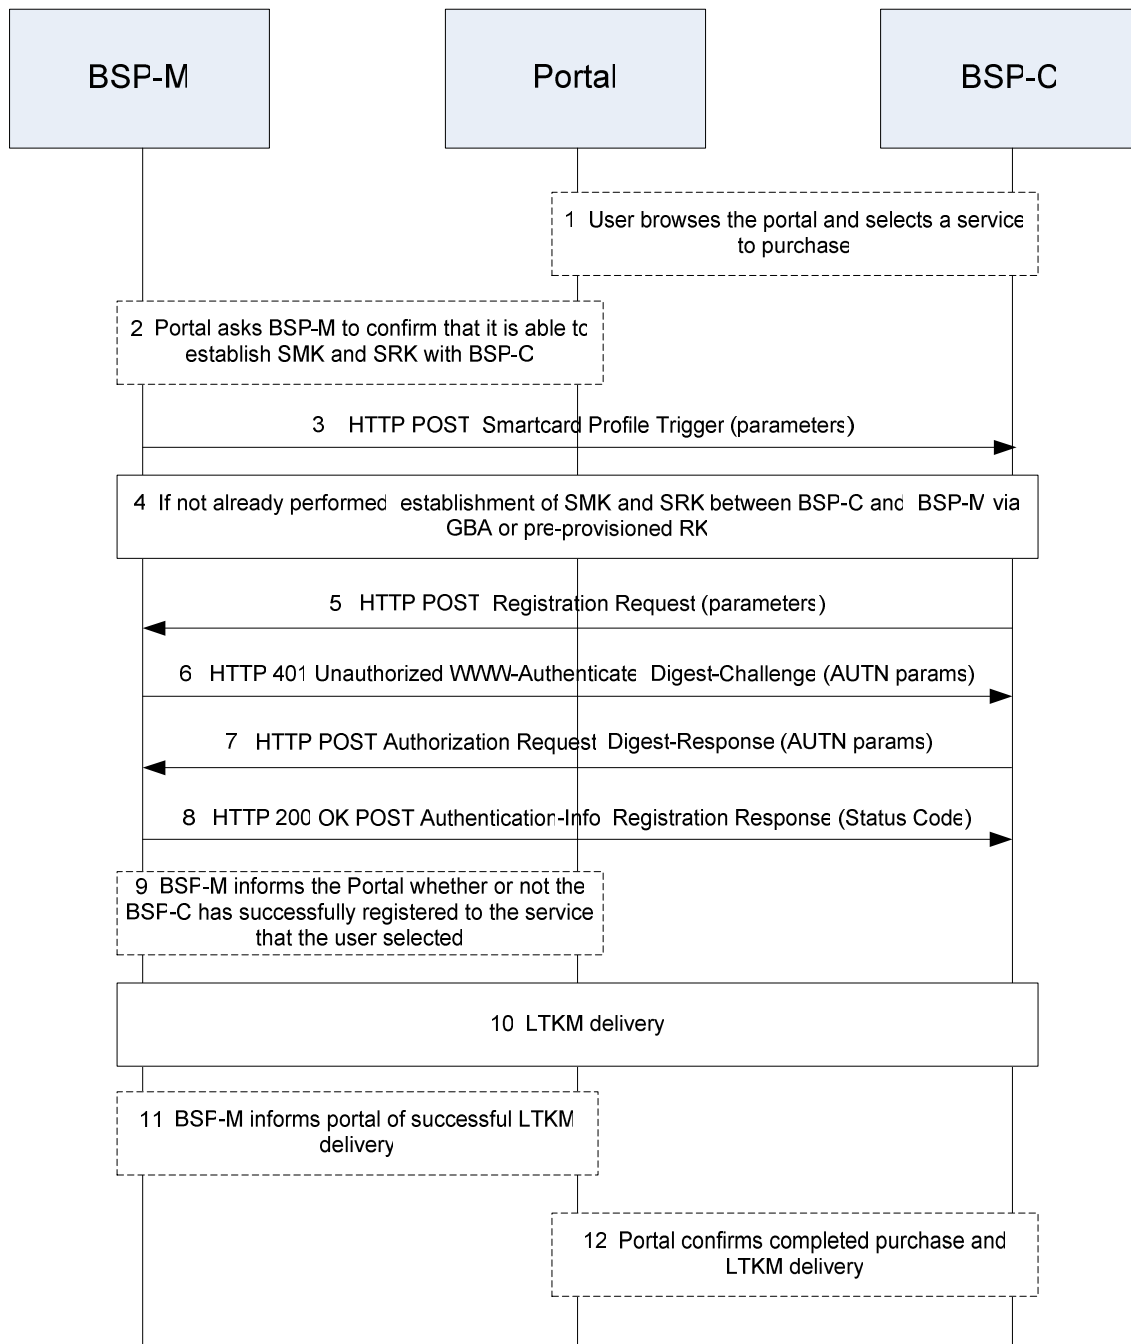 BSP-M
Portal
BSP-C
1 User browses the portal and selects a service
to purchase
2 Portal asks BSP-M to confirm that it is able to
establish SMK and SRK with BSP-C
3 HTTP POST Smartcard Profile Trigger (parameters)
4 If not already performed establishment of SMK and SRK between BSP-C and BSP-M via
GBA or pre-provisioned RK
5 HTTP POST Registration Request (parameters)
6 HTTP 401 Unauthorized WWW-Authenticate Digest-Challenge (AUTN params)
7 HTTP POST Authorization Request Digest-Response (AUTN params)
8 HTTP 200 OK POST Authentication-Info Registration Response (Status Code)
9 BSP-M informs the Portal whether or not the
BSP-C has successfully registered to the service
that the user selected
10 LTKM delivery
11 BSP-M informs portal of successful LTKM
delivery
12 Portal confirms completed purchase and
LTKM delivery